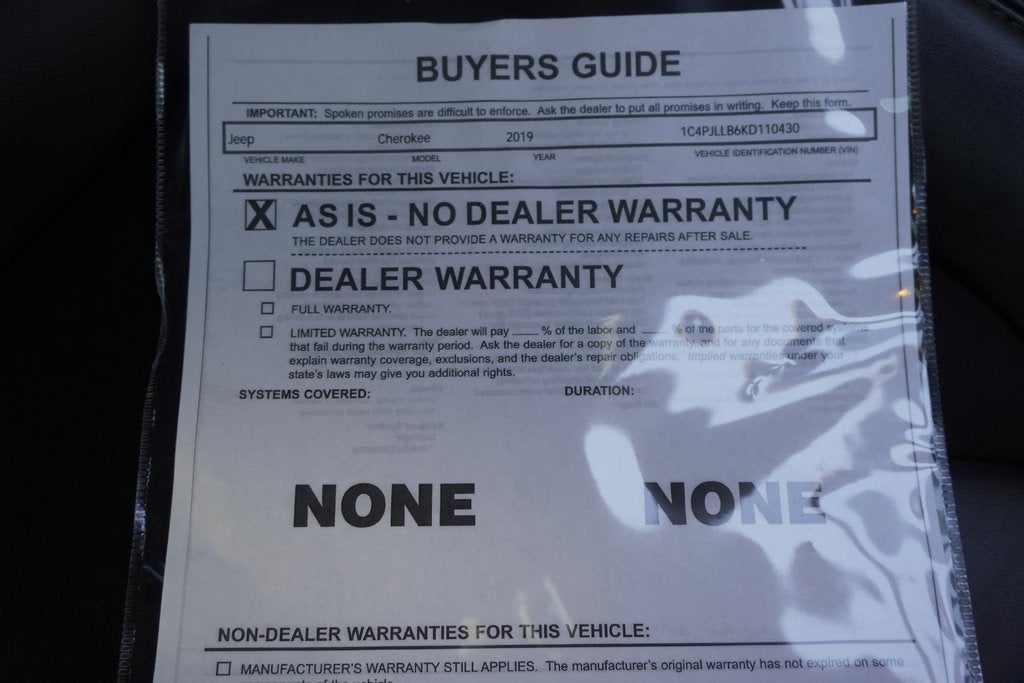 BUYERS GUIDE
IMPORTANT: Spoken promises are difficult to enforce. Ask the dealer to put all promises in writing. Keep this form.
Jeep Cherokee 2019 1C4PJLLB6KD110430
VEHICLE MAKE MODEL YEAR VEHICLE IDENTIFICATION NUMBER (VIN)
WARRANTIES FOR THIS VEHICLE:
X AS IS - NO DEALER WARRANTY
THE DEALER DOES NOT PROVIDE A WARRANTY FOR ANY REPAIRS AFTER SALE.
DEALER WARRANTY
FULL WARRANTY.
LIMITED WARRANTY. The dealer will pay ____ % of the labor and ____ % of the parts for the covered systems
that fail during the warranty period. Ask the dealer for a copy of the warranty, and for any documents that
explain warranty coverage, exclusions, and the dealer's repair obligations. Implied warranties under your
state's laws may give you additional rights.
SYSTEMS COVERED: DURATION:
NONE NONE
NON-DEALER WARRANTIES FOR THIS VEHICLE:
MANUFACTURER'S WARRANTY STILL APPLIES. The manufacturer's original warranty has not expired on some